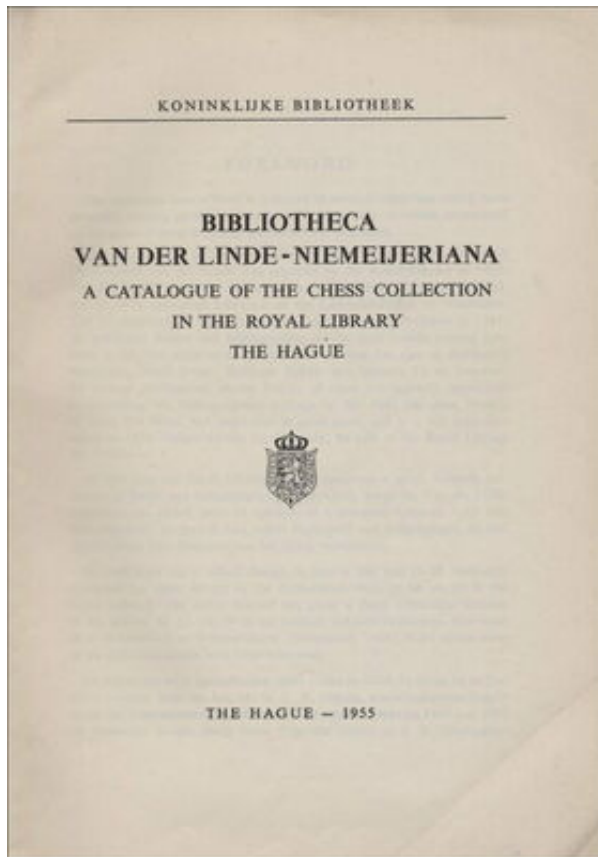 KONINKLIJKE BIBLIOTHEEK
BIBLIOTHECA
VAN DER LINDE-NIEMEIJERIANA
A CATALOGUE OF THE CHESS COLLECTION
IN THE ROYAL LIBRARY
THE HAGUE
THE HAGUE — 1955